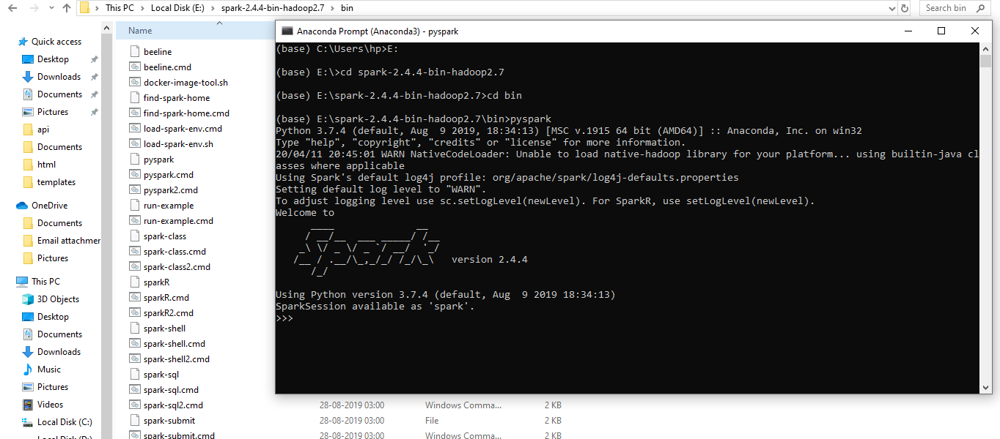 This PC > Local Disk (E:) > spark-2.4.4-bin-hadoop2.7 > bin
Search bin
Quick access
Desktop
Downloads
Documents
Pictures
api
Documents
html
templates
OneDrive
Documents
Email attachmer
Pictures
This PC
3D Objects
Desktop
Documents
Downloads
Music
Pictures
Videos
Local Disk (C:)
Local Disk (D:)
Name
beeline
beeline.cmd
docker-image-tool.sh
find-spark-home
find-spark-home.cmd
load-spark-env.cmd
load-spark-env.sh
pyspark
pyspark.cmd
pyspark2.cmd
run-example
run-example.cmd
spark-class
spark-class.cmd
spark-class2.cmd
sparkR
sparkR.cmd
sparkR2.cmd
spark-shell
spark-shell.cmd
spark-shell2.cmd
spark-sql
spark-sql.cmd
spark-sql2.cmd 28-08-2019 03:00 Windows Comma... 2 KB
spark-submit 28-08-2019 03:00 File 2 KB
spark-submit.cmd 28-08-2019 03:00 Windows Comma... 2 KB
Anaconda Prompt (Anaconda3) - pyspark
(base) C:\Users\hp>E:
(base) E:\>cd spark-2.4.4-bin-hadoop2.7
(base) E:\spark-2.4.4-bin-hadoop2.7>cd bin
(base) E:\spark-2.4.4-bin-hadoop2.7\bin>pyspark
Python 3.7.4 (default, Aug  9 2019, 18:34:13) [MSC v.1915 64 bit (AMD64)] :: Anaconda, Inc. on win32
Type "help", "copyright", "credits" or "license" for more information.
20/04/11 20:45:01 WARN NativeCodeLoader: Unable to load native-hadoop library for your platform... using builtin-java cl
asses where applicable
Using Spark's default log4j profile: org/apache/spark/log4j-defaults.properties
Setting default log level to "WARN".
To adjust logging level use sc.setLogLevel(newLevel). For SparkR, use setLogLevel(newLevel).
Welcome to
Spark version 2.4.4
Using Python version 3.7.4 (default, Aug  9 2019 18:34:13)
SparkSession available as 'spark'.
>>>